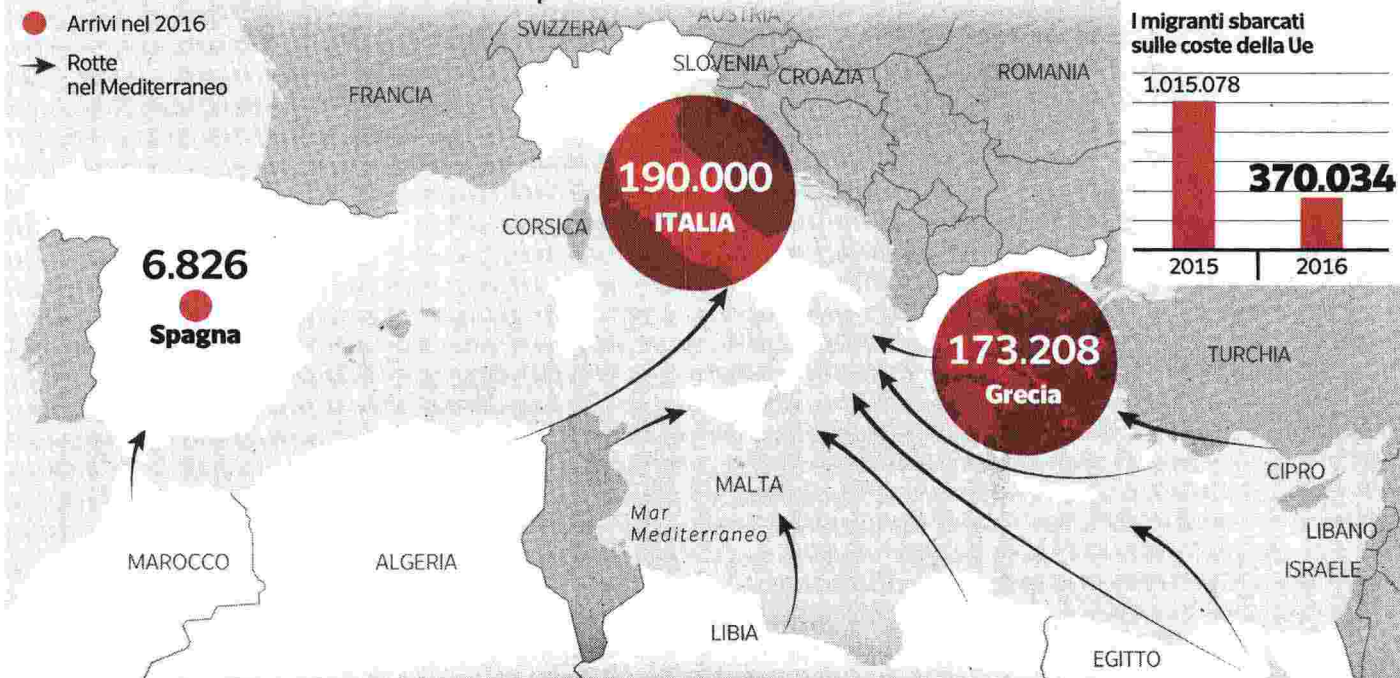 Arrivi nel 2016
Rotte
nel Mediterraneo
SVIZZERA
AUSTRIA
SLOVENIA
CROAZIA
ROMANIA
FRANCIA
I migranti sbarcati
sulle coste della Ue
1.015.078
370.034
2015
2016
190.000
ITALIA
CORSICA
6.826
Spagna
173.208
Grecia
TURCHIA
MALTA
CIPRO
Mar
Mediterraneo
LIBANO
ISRAELE
MAROCCO
ALGERIA
LIBIA
EGITTO